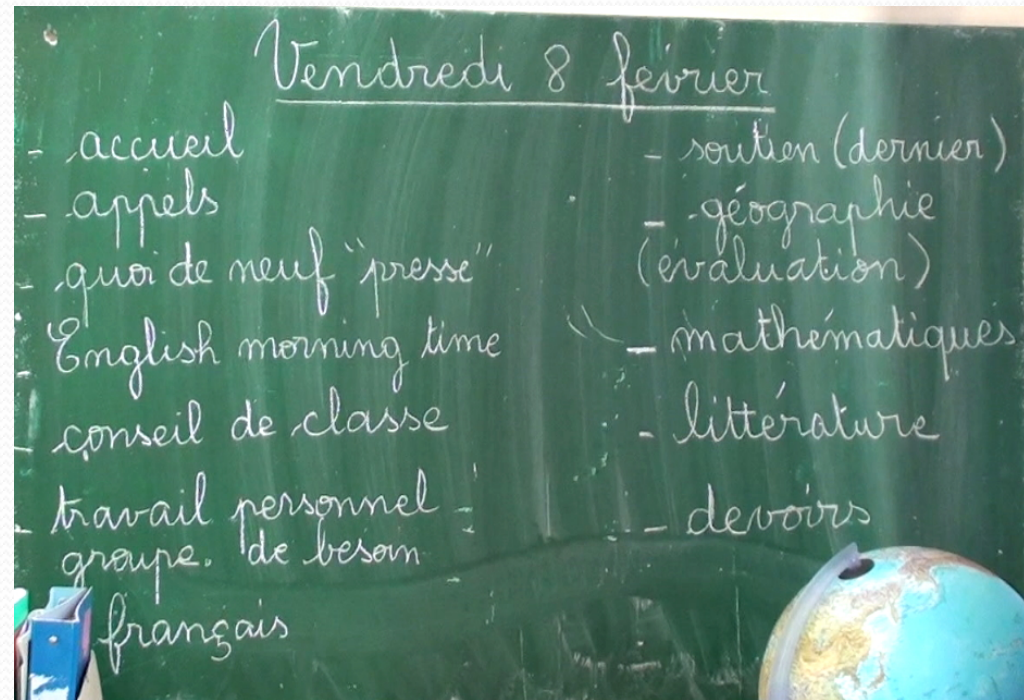 Vendredi 8 février
- accueil
- appels
- quoi de neuf "presse"
- English morning time
- conseil de classe
- travail personnel -
groupe. de besoin
français
- soutien (dernier)
- géographie
(évaluation)
- mathématiques
- littérature
- devoirs